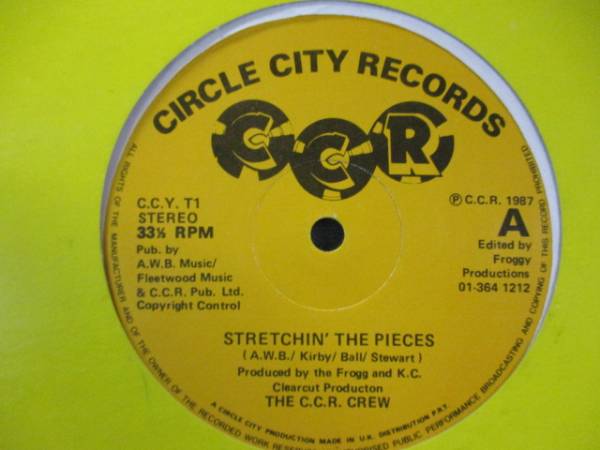 CIRCLE CITY RECORDS
CCR
C.C.Y. T1
STEREO
33⅓ RPM
Pub. by
A.W.B. Music/
Fleetwood Music
& C.C.R. Pub. Ltd.
Copyright Control
Ⓟ C.C.R. 1987
A
Edited by
Froggy
Productions
01-364 1212
STRETCHIN' THE PIECES
( A.W.B./ Kirby/ Ball/ Stewart )
Produced by the Frogg and K.C.
Clearcut Producton
THE C.C.R. CREW
A CIRCLE CITY PRODUCTION MADE IN U.K. DISTRIBUTION P.R.T.
ALL RIGHTS OF THE MANUFACTURER AND OF THE OWNER OF THE RECORDED WORK RESERVED UNAUTHORISED PUBLIC PERFORMANCE BROADCASTING AND COPYING OF THIS RECORD PROHIBITED